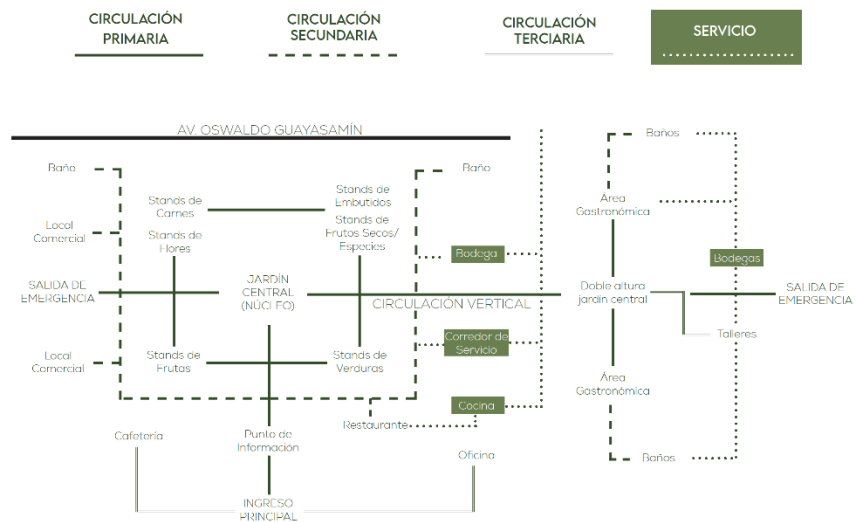 CIRCULACIÓN
PRIMARIA
CIRCULACIÓN
SECUNDARIA
CIRCULACIÓN
TERCIARIA
SERVICIO
AV. OSWALDO GUAYASAMÍN
Baño
Stands de
Carnes
Stands de
Embutidos
Baño
Baños
Local
Comercial
Stands de
Flores
Stands de
Frutos Secos/
Especies
Área
Gastronómica
Bodega
Bodegas
SALIDA DE
EMERGENCIA
JARDÍN
CENTRAL
(NÚCLEO)
CIRCULACIÓN VERTICAL
Doble altura
jardin central
SALIDA DE
EMERGENCIA
Talleres
Local
Comercial
Stands de
Frutas
Stands de
Verduras
Corredor de
Servicio
Área
Gastronómica
Cocina
Restaurante
Cafetería
Punto de
Información
Oficina
Baños
INGRESO
PRINCIPAL